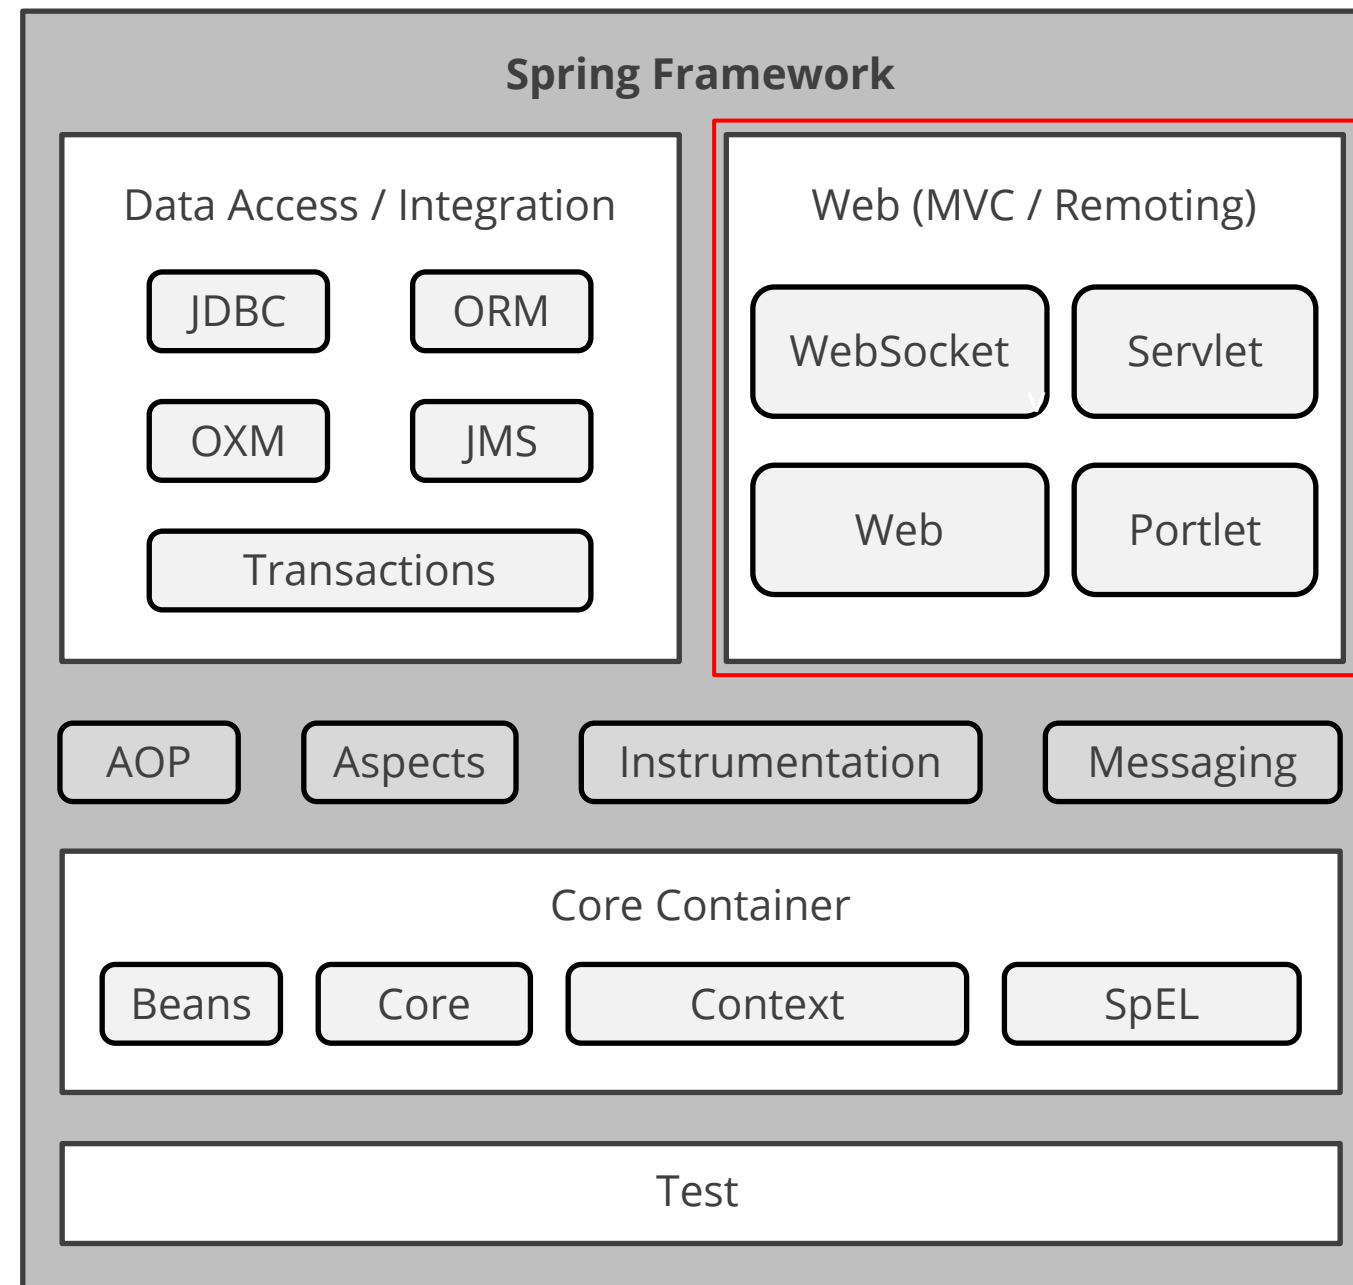 Spring Framework
Data Access / Integration
JDBC
ORM
OXM
JMS
Transactions
Web (MVC / Remoting)
WebSocket
Servlet
v
Web
Portlet
AOP
Aspects
Instrumentation
Messaging
Core Container
Beans
Core
Context
SpEL
Test